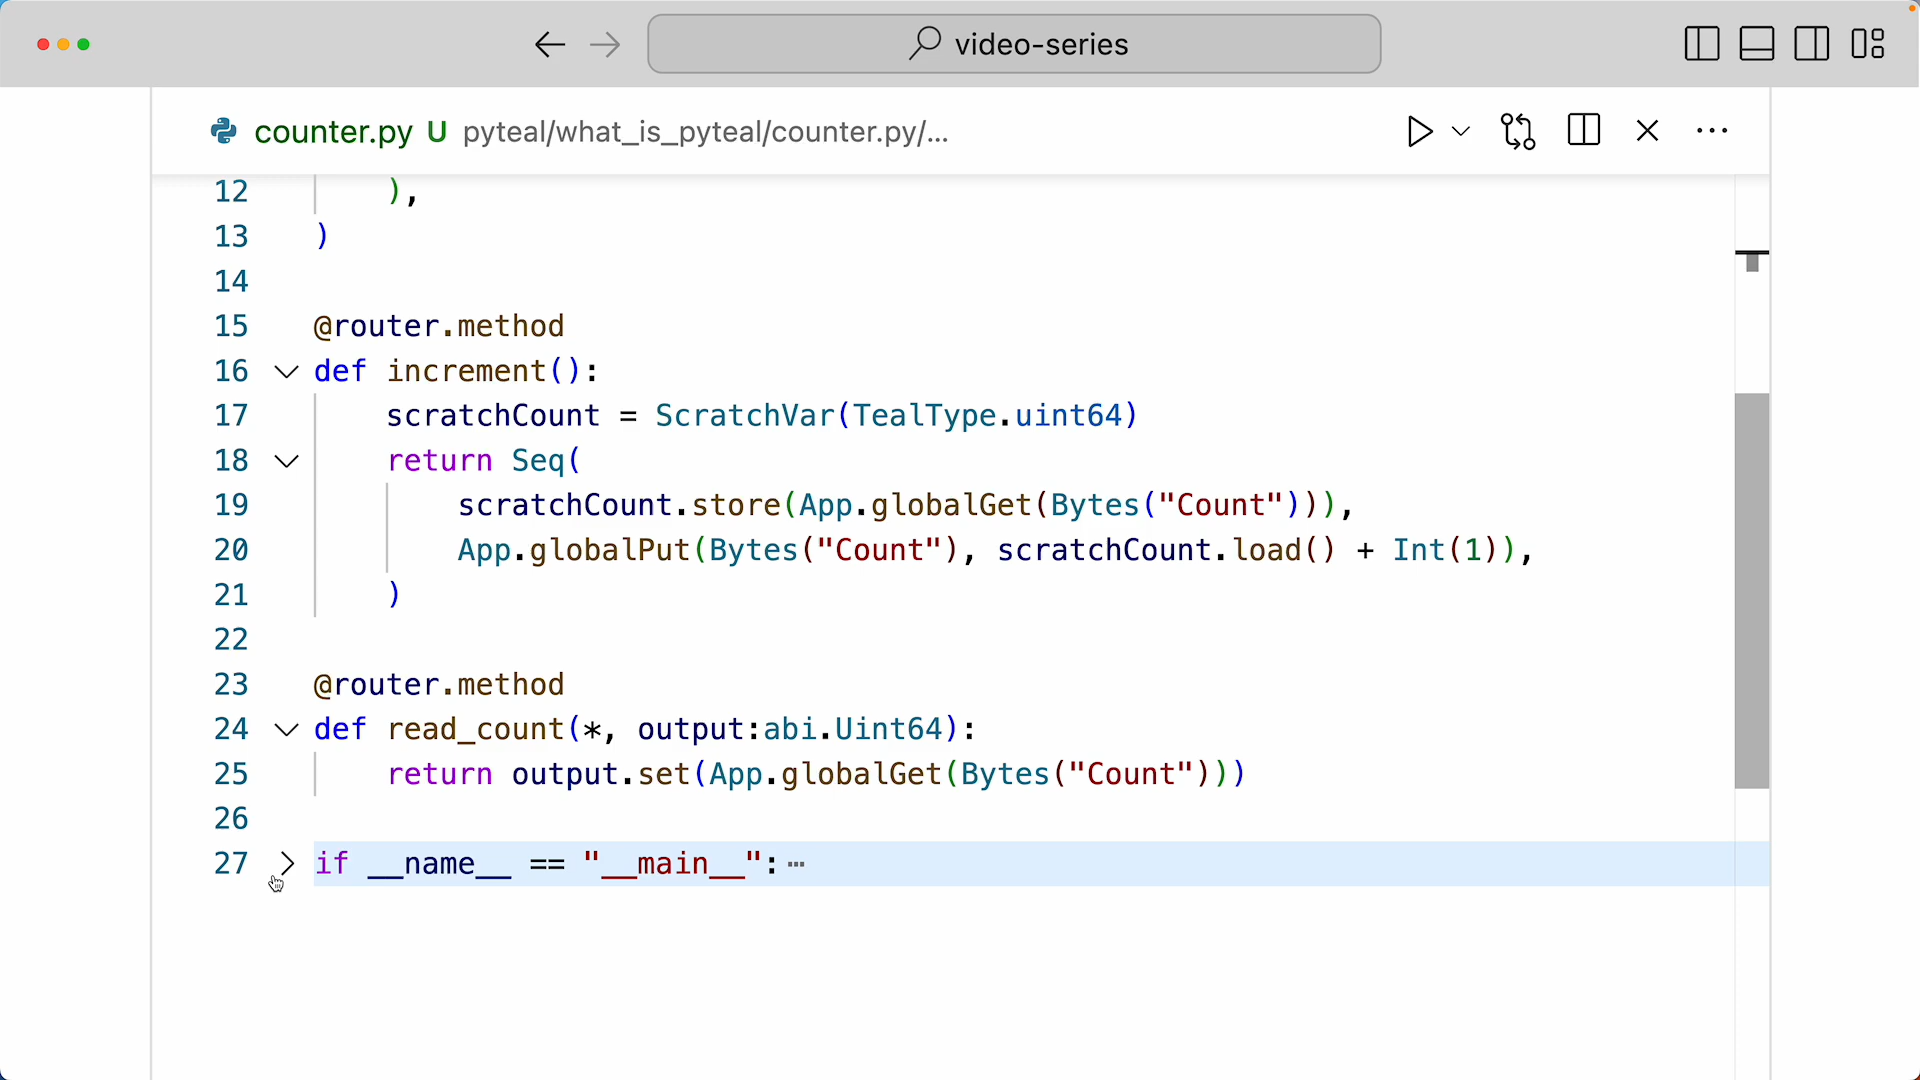 video-series
counter.py U pyteal/what_is_pyteal/counter.py/...
12 ),
13 )
14
15 @router.method
16 def increment():
17 scratchCount = ScratchVar(TealType.uint64)
18 return Seq(
19 scratchCount.store(App.globalGet(Bytes("Count"))),
20 App.globalPut(Bytes("Count"), scratchCount.load() + Int(1)),
21 )
22
23 @router.method
24 def read_count(*, output:abi.Uint64):
25 return output.set(App.globalGet(Bytes("Count")))
26
27 if __name__ == "__main__":⋯